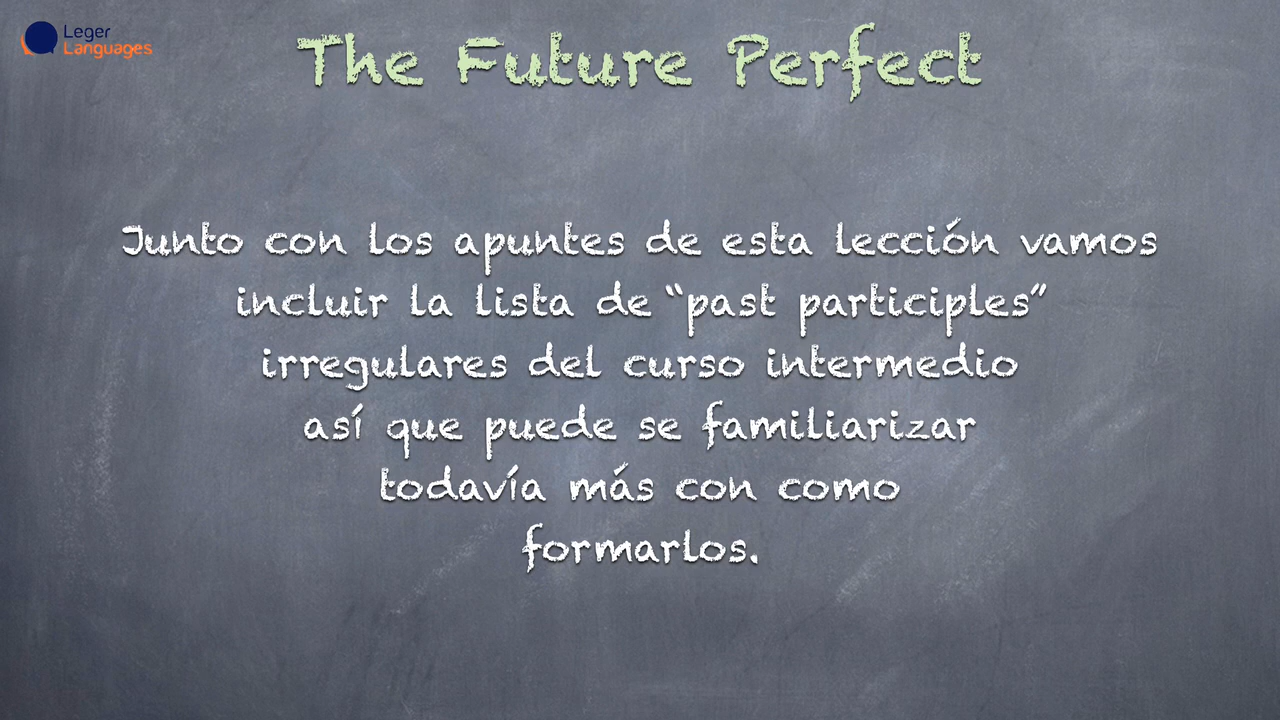 Leger
Languages
The Future Perfect
Junto con los apuntes de esta lección vamos
incluir la lista de “past participles”
irregulares del curso intermedio
así que puede se familiarizar
todavía más con como
formarlos.